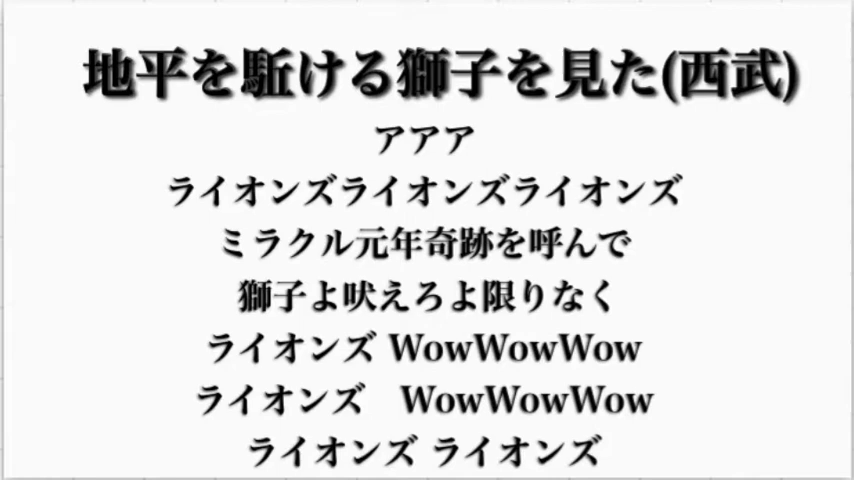 地平を駈ける獅子を見た(西武)
アアア
ライオンズライオンズライオンズ
ミラクル元年奇跡を呼んで
獅子よ吠えろよ限りなく
ライオンズ WowWowWow
ライオンズ　WowWowWow
ライオンズ ライオンズ